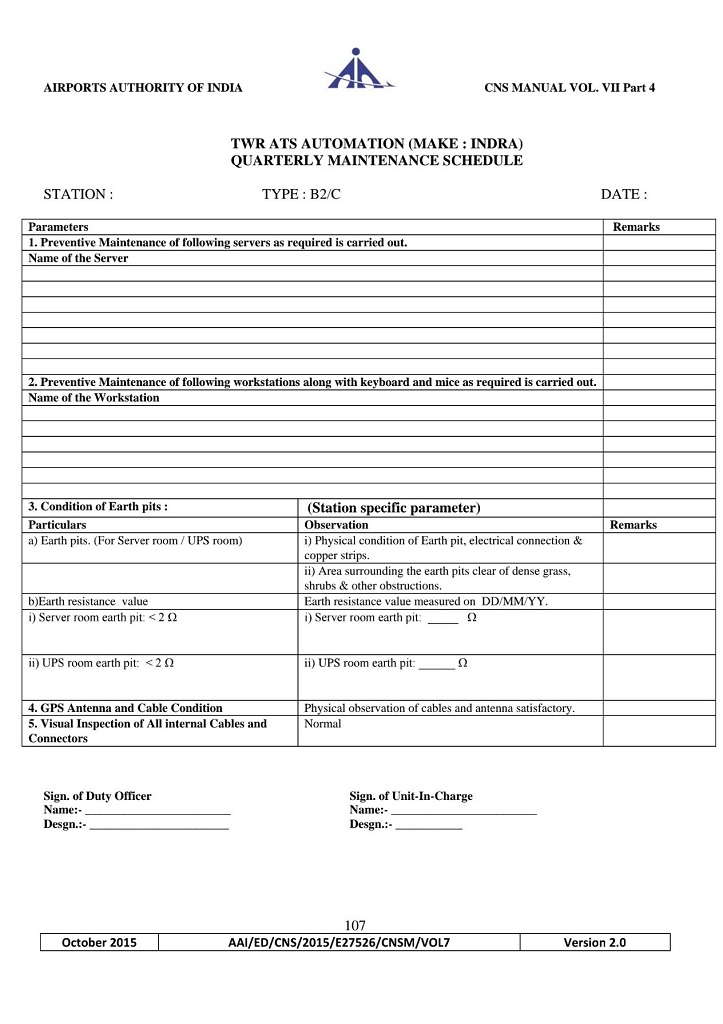 AIRPORTS AUTHORITY OF INDIA CNS MANUAL VOL. VII Part 4
TWR ATS AUTOMATION (MAKE : INDRA)
QUARTERLY MAINTENANCE SCHEDULE
STATION : TYPE : B2/C DATE :
Parameters Remarks
1. Preventive Maintenance of following servers as required is carried out.
Name of the Server
2. Preventive Maintenance of following workstations along with keyboard and mice as required is carried out.
Name of the Workstation
3. Condition of Earth pits : (Station specific parameter)
Particulars Observation Remarks
a) Earth pits. (For Server room / UPS room) i) Physical condition of Earth pit, electrical connection &
copper strips.
ii) Area surrounding the earth pits clear of dense grass,
shrubs & other obstructions.
b)Earth resistance value Earth resistance value measured on DD/MM/YY.
i) Server room earth pit: < 2 Ω i) Server room earth pit: _____ Ω
ii) UPS room earth pit: < 2 Ω ii) UPS room earth pit: ______ Ω
4. GPS Antenna and Cable Condition Physical observation of cables and antenna satisfactory.
5. Visual Inspection of All internal Cables and Normal
Connectors
Sign. of Duty Officer Sign. of Unit-In-Charge
Name:- ________________________ Name:- ________________________
Desgn.:- _______________________ Desgn.:- ___________
107
October 2015 AAI/ED/CNS/2015/E27526/CNSM/VOL7 Version 2.0